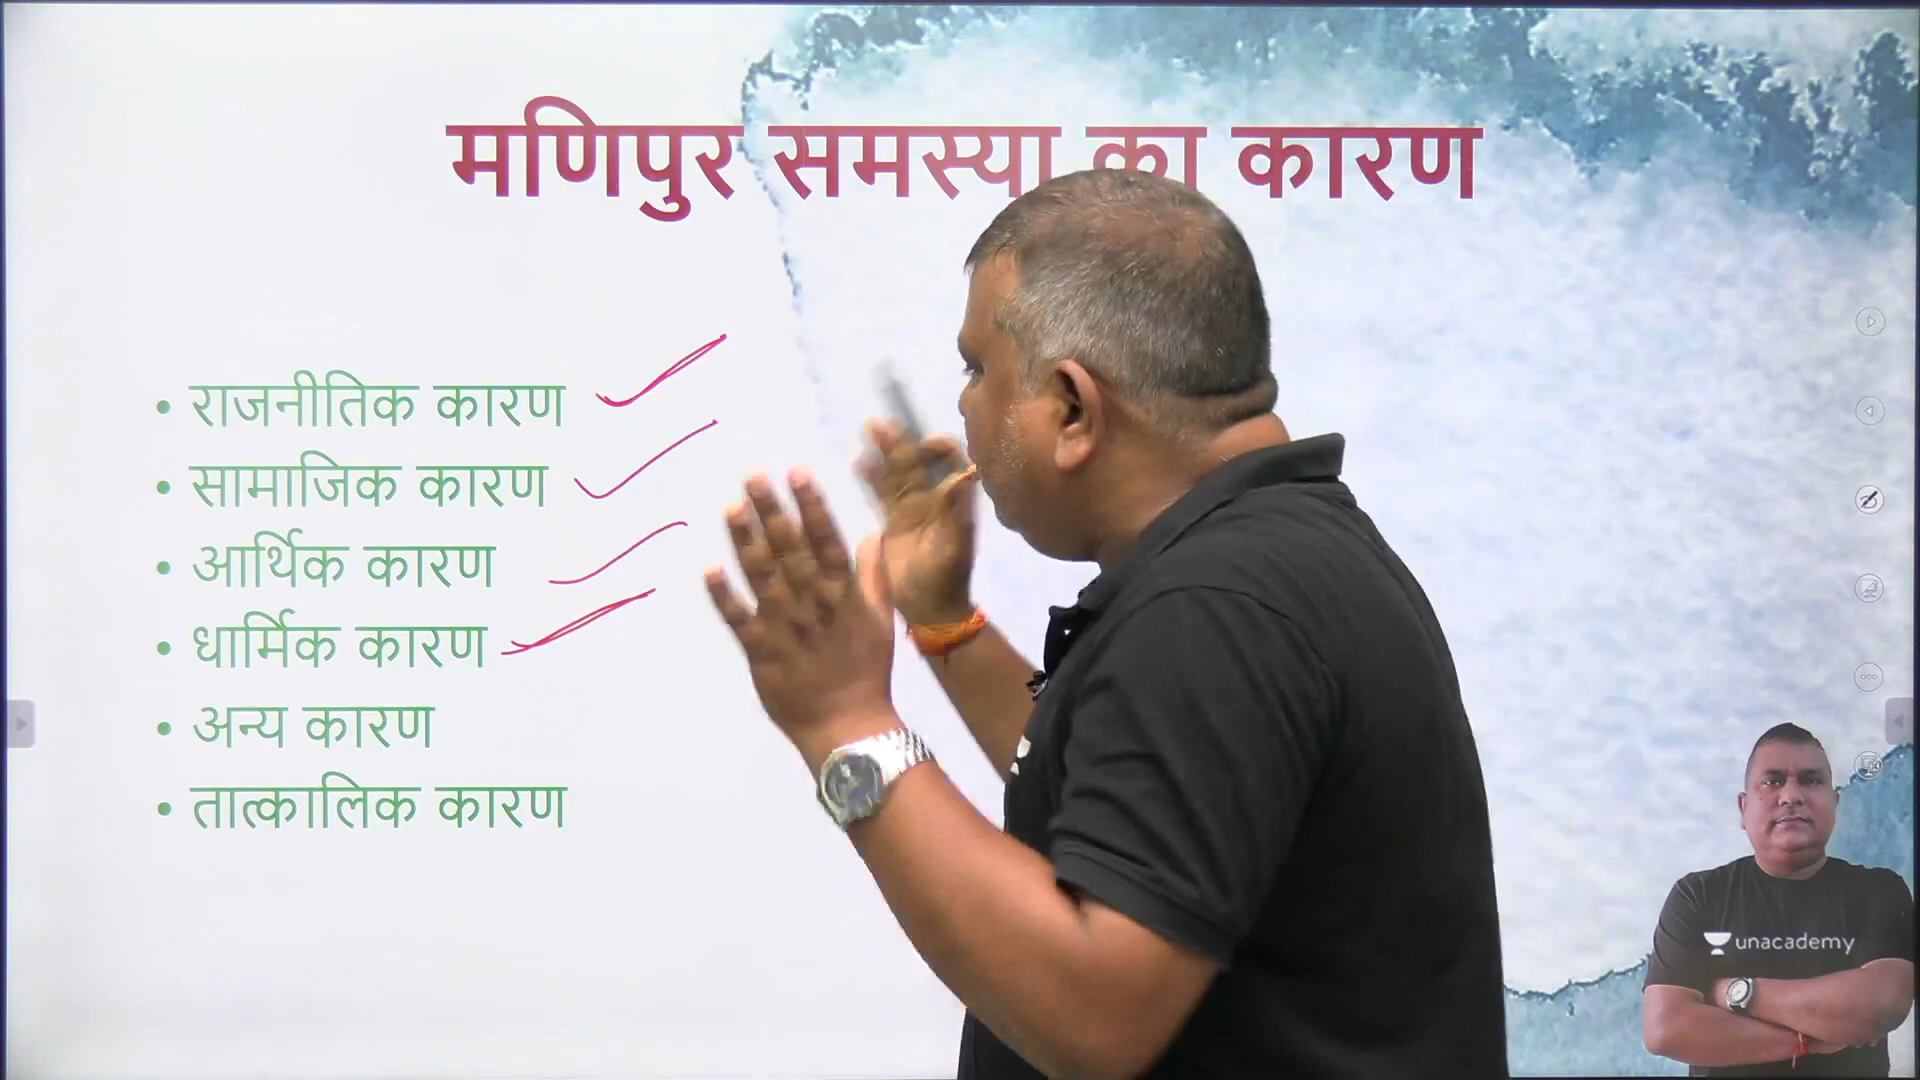 मणिपुर समस्या का कारण
• राजनीतिक कारण
• सामाजिक कारण
• आर्थिक कारण
• धार्मिक कारण
• अन्य कारण
• तात्कालिक कारण
unacademy